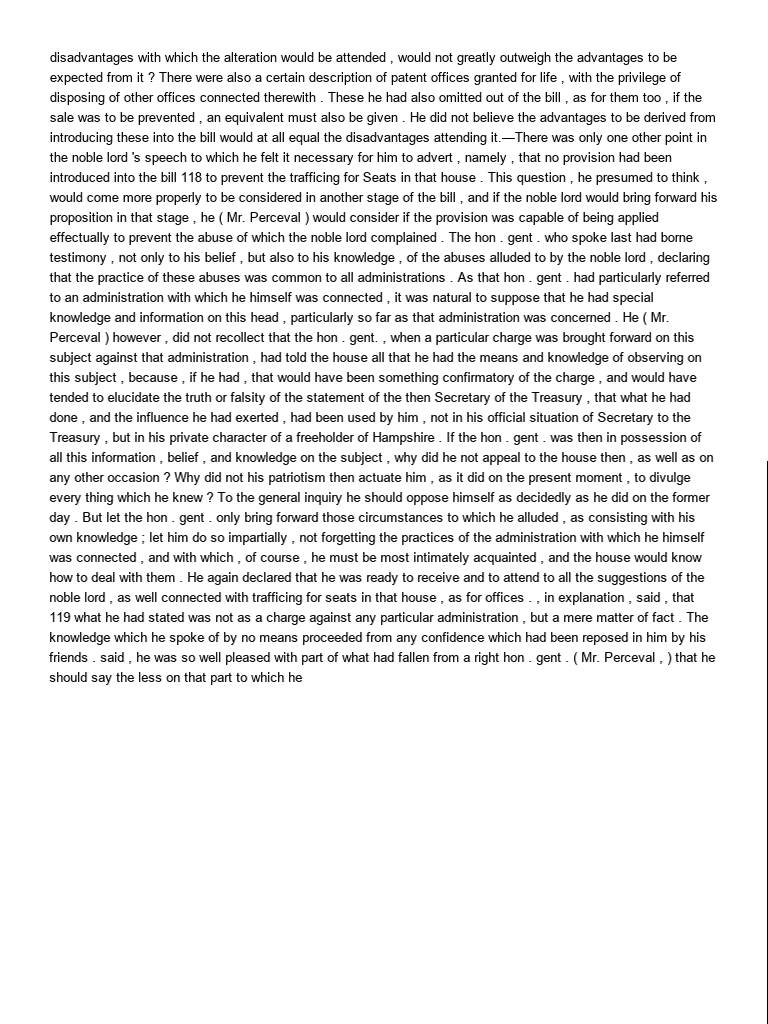 disadvantages with which the alteration would be attended , would not greatly outweigh the advantages to be
expected from it ? There were also a certain description of patent offices granted for life , with the privilege of
disposing of other offices connected therewith . These he had also omitted out of the bill , as for them too , if the
sale was to be prevented , an equivalent must also be given . He did not believe the advantages to be derived from
introducing these into the bill would at all equal the disadvantages attending it.—There was only one other point in
the noble lord 's speech to which he felt it necessary for him to advert , namely , that no provision had been
introduced into the bill 118 to prevent the trafficing for Seats in that house . This question , he presumed to think ,
would come more properly to be considered in another stage of the bill , and if the noble lord would bring forward his
proposition in that stage , he ( Mr. Perceval ) would consider if the provision was capable of being applied
effectually to prevent the abuse of which the noble lord complained . The hon . gent . who spoke last had borne
testimony , not only to his belief , but also to his knowledge , of the abuses alluded to by the noble lord , declaring
that the practice of these abuses was common to all administrations . As that hon . gent . had particularly referred
to an administration with which he himself was connected , it was natural to suppose that he had special
knowledge and information on this head , particularly so far as that administration was concerned . He ( Mr.
Perceval ) however , did not recollect that the hon . gent. , when a particular charge was brought forward on this
subject against that administration , had told the house all that he had the means and knowledge of observing on
this subject , because , if he had , that would have been something confirmatory of the charge , and would have
tended to elucidate the truth or falsity of the statement of the then Secretary of the Treasury , that what he had
done , and the influence he had exerted , had been used by him , not in his official situation of Secretary to the
Treasury , but in his private character of a freeholder of Hampshire . If the hon . gent . was then in possession of
all this information , belief , and knowledge on the subject , why did he not appeal to the house then , as well as on
any other occasion ? Why did not his patriotism then actuate him , as it did on the present moment , to divulge
every thing which he knew ? To the general inquiry he should oppose himself as decidedly as he did on the former
day . But let the hon . gent . only bring forward those circumstances to which he alluded , as consisting with his
own knowledge ; let him do so impartially , not forgetting the practices of the administration with which he himself
was connected , and with which , of course , he must be most intimately acquainted , and the house would know
how to deal with them . He again declared that he was ready to receive and to attend to all the suggestions of the
noble lord , as well connected with trafficing for seats in that house , as for offices . , in explanation , said , that
119 what he had stated was not as a charge against any particular administration , but a mere matter of fact . The
knowledge which he spoke of by no means proceeded from any confidence which had been reposed in him by his
friends . said , he was so well pleased with part of what had fallen from a right hon . gent . ( Mr. Perceval , ) that he
should say the less on that part to which he